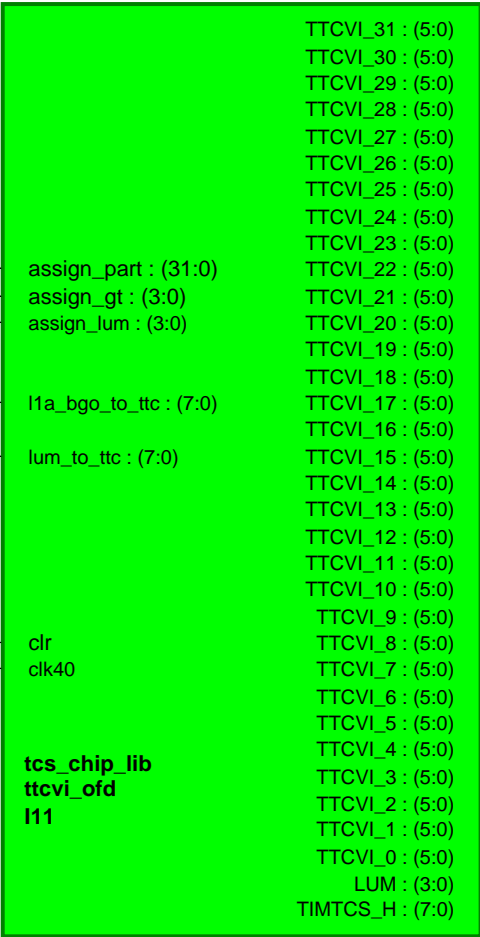 TTCVI_31 : (5:0)
TTCVI_30 : (5:0)
TTCVI_29 : (5:0)
TTCVI_28 : (5:0)
TTCVI_27 : (5:0)
TTCVI_26 : (5:0)
TTCVI_25 : (5:0)
TTCVI_24 : (5:0)
TTCVI_23 : (5:0)
assign_part : (31:0) TTCVI_22 : (5:0)
assign_gt : (3:0) TTCVI_21 : (5:0)
assign_lum : (3:0) TTCVI_20 : (5:0)
TTCVI_19 : (5:0)
TTCVI_18 : (5:0)
l1a_bgo_to_ttc : (7:0) TTCVI_17 : (5:0)
TTCVI_16 : (5:0)
lum_to_ttc : (7:0) TTCVI_15 : (5:0)
TTCVI_14 : (5:0)
TTCVI_13 : (5:0)
TTCVI_12 : (5:0)
TTCVI_11 : (5:0)
TTCVI_10 : (5:0)
TTCVI_9 : (5:0)
clr TTCVI_8 : (5:0)
clk40 TTCVI_7 : (5:0)
TTCVI_6 : (5:0)
TTCVI_5 : (5:0)
TTCVI_4 : (5:0)
tcs_chip_lib TTCVI_3 : (5:0)
ttcvi_ofd TTCVI_2 : (5:0)
I11 TTCVI_1 : (5:0)
TTCVI_0 : (5:0)
LUM : (3:0)
TIMTCS_H : (7:0)